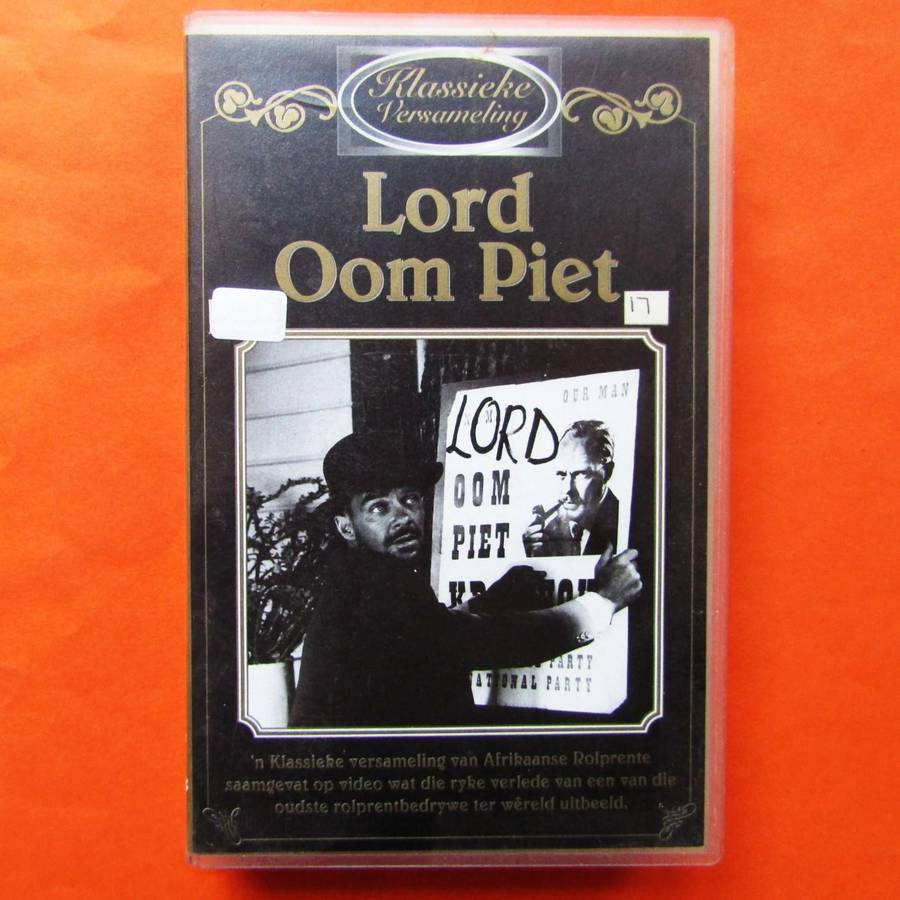 Klassieke
Versameling
Lord
Oom Piet
17
OUR MAN
LORD
OOM
PIET
PARTY
NATIONAL PARTY
'n Klassieke versameling van Afrikaanse Rolprente
saamgevat op video wat die ryke verlede van een van die
oudste rolprentbedrywe ter wêreld uitbeeld.